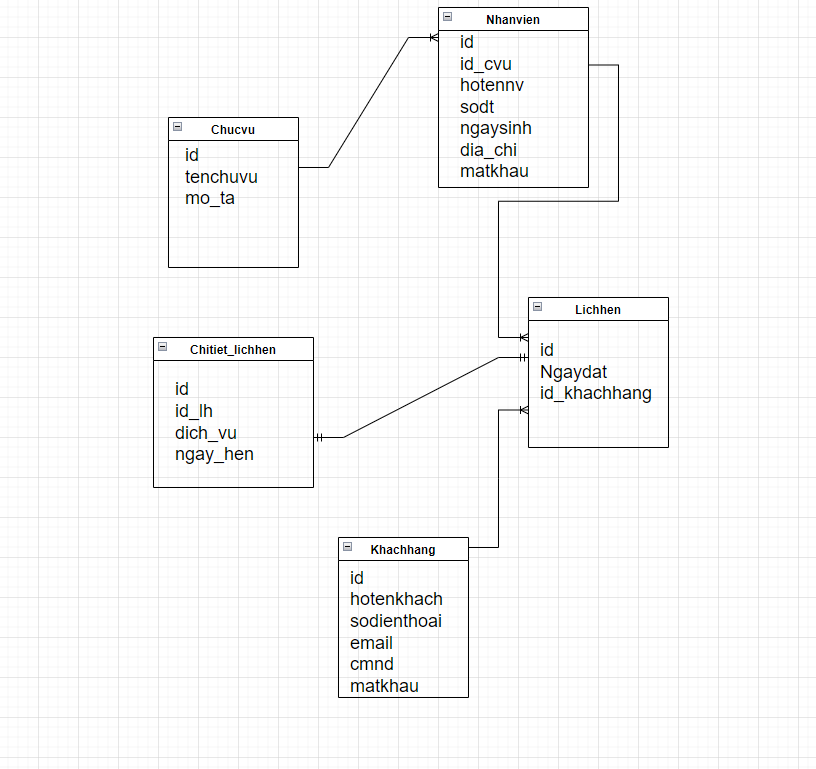 Nhanvien
id
id_cvu
hotennv
sodt
ngaysinh
dia_chi
matkhau
Chucvu
id
tenchuvu
mo_ta
Lichhen
id
Ngaydat
id_khachhang
Chitiet_lichhen
id
id_lh
dich_vu
ngay_hen
Khachhang
id
hotenkhach
sodienthoai
email
cmnd
matkhau